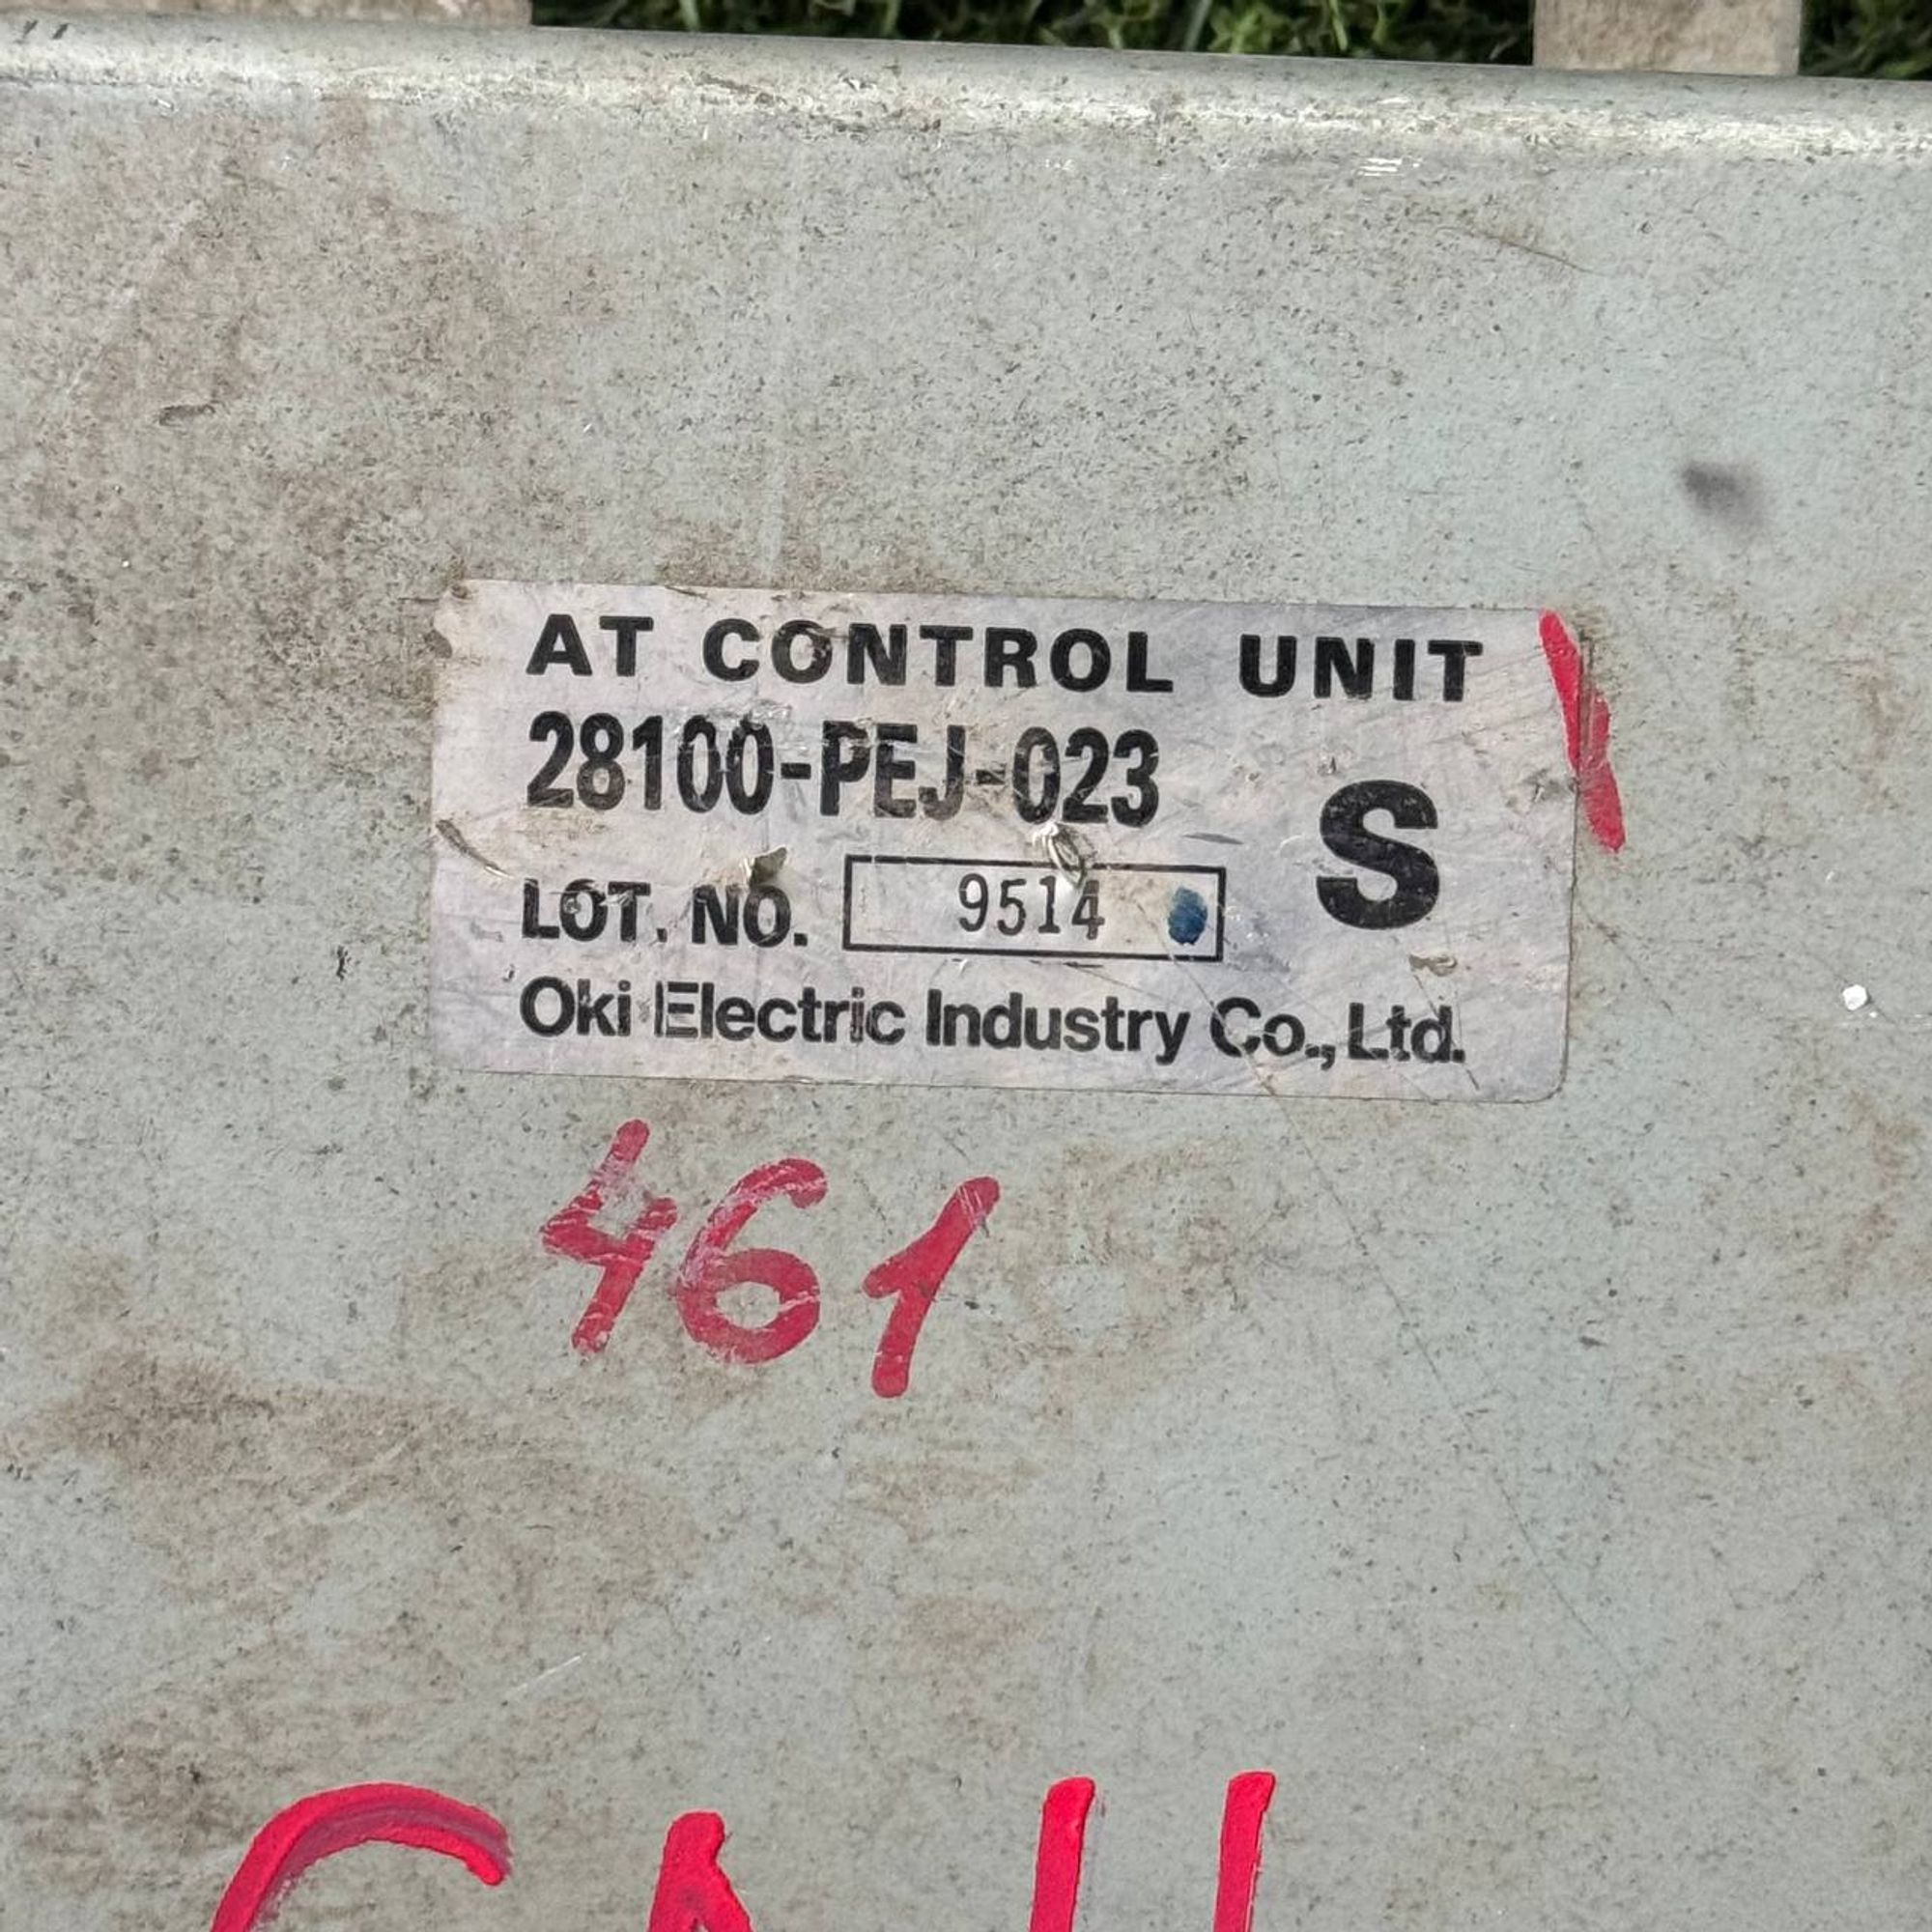 AT CONTROL UNIT
28100-PEJ-023
S
LOT. NO. 9514
Oki Electric Industry Co., Ltd.
461